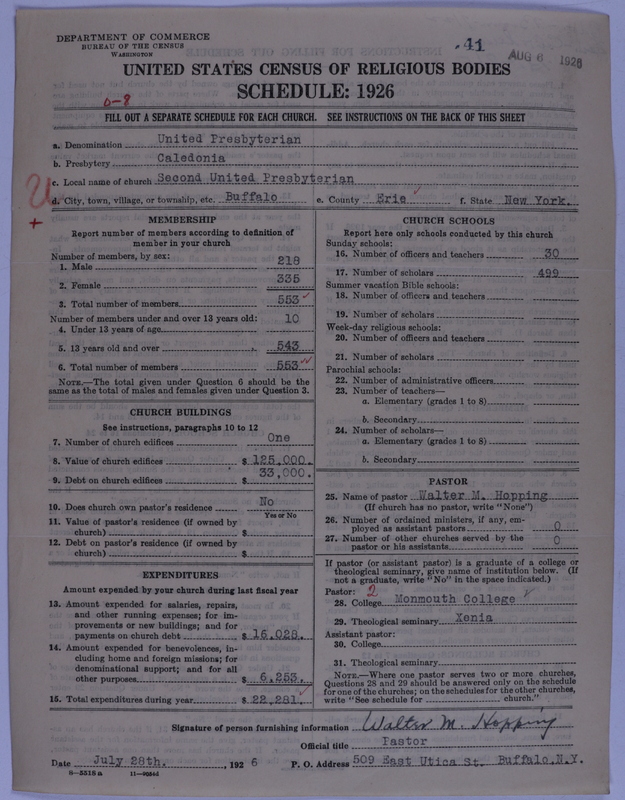 DEPARTMENT OF COMMERCE
BUREAU OF THE CENSUS
WASHINGTON
.41
AUG 6 1926
UNITED STATES CENSUS OF RELIGIOUS BODIES
SCHEDULE: 1926
0-8
FILL OUT A SEPARATE SCHEDULE FOR EACH CHURCH. SEE INSTRUCTIONS ON THE BACK OF THIS SHEET
a. Denomination United Presbyterian
b. Presbytery Caledonia
c. Local name of church Second United Presbyterian
d. City, town, village, or township, etc. Buffalo e. County Erie f. State New York.
MEMBERSHIP
Report number of members according to definition of
member in your church
Number of members, by sex:
1. Male 218
2. Female 335
3. Total number of members 553
Number of members under and over 13 years old:
4. Under 13 years of age 10
5. 13 years old and over 543
6. Total number of members 553
NOTE.—The total given under Question 6 should be the
same as the total of males and females given under Question 3.
CHURCH BUILDINGS
See instructions, paragraphs 10 to 12
7. Number of church edifices One
8. Value of church edifices $ 125,000.
9. Debt on church edifices $ 33,000.
10. Does church own pastor's residence No
Yes or No
11. Value of pastor's residence (if owned by
church) $
12. Debt on pastor's residence (if owned by
church) $
EXPENDITURES
Amount expended by your church during last fiscal year
13. Amount expended for salaries, repairs,
and other running expenses; for im-
provements or new buildings; and for
payments on church debt $ 16,028.
14. Amount expended for benevolences, in-
cluding home and foreign missions; for
denominational support; and for all
other purposes $ 6,253.
15. Total expenditures during year $ 22,281.
CHURCH SCHOOLS
Report here only schools conducted by this church
Sunday schools:
16. Number of officers and teachers 30
17. Number of scholars 499
Summer vacation Bible schools:
18. Number of officers and teachers
19. Number of scholars
Week-day religious schools:
20. Number of officers and teachers
21. Number of scholars
Parochial schools:
22. Number of administrative officers
23. Number of teachers—
a. Elementary (grades 1 to 8)
b. Secondary
24. Number of scholars—
a. Elementary (grades 1 to 8)
b. Secondary
PASTOR
25. Name of pastor Walter M. Hopping
(If church has no pastor, write "None")
26. Number of ordained ministers, if any, em-
ployed as assistant pastors 0
27. Number of other churches served by the
pastor or his assistants 0
If pastor (or assistant pastor) is a graduate of a college or
theological seminary, give name of institution below. (If
not a graduate, write "No" in the space indicated.)
Pastor: 2
28. College Monmouth College
29. Theological seminary Xenia
Assistant pastor:
30. College
31. Theological seminary
NOTE.—Where one pastor serves two or more churches,
Questions 28 and 29 should be answered only on the schedule
for one of the churches; on the schedules for the other churches,
write "See schedule for church."
Signature of person furnishing information Walter M. Hopping
Official title Pastor
Date July 28th. 1926 P. O. Address 509 East Utica St. Buffalo,N.Y.